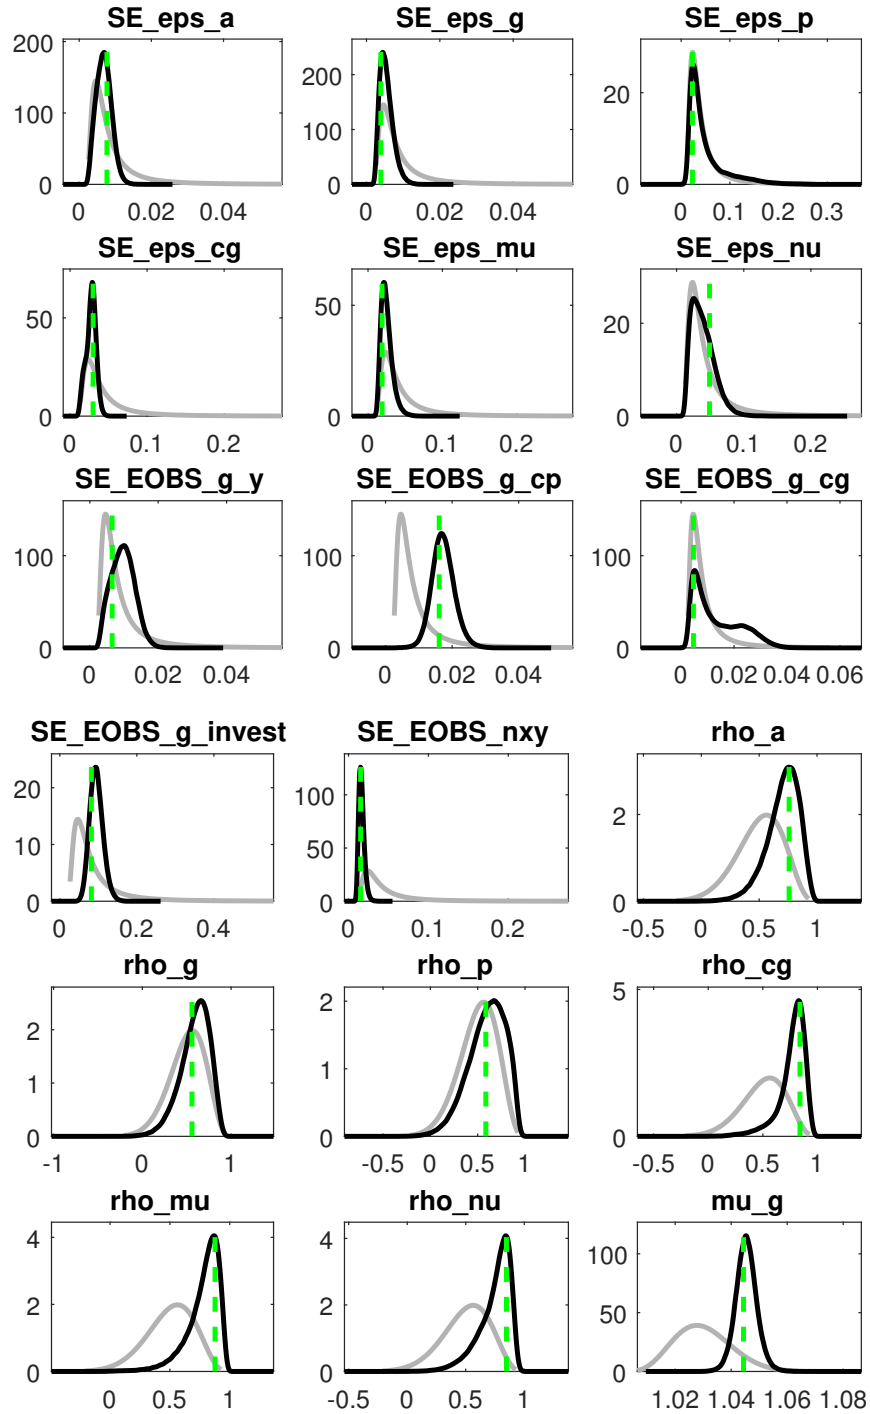 SE_eps_a SE_eps_g SE_eps_p
200
100
0
0 0.02 0.04
200
100
0
0 0.02 0.04
20
0
0 0.1 0.2 0.3
SE_eps_cg SE_eps_mu SE_eps_nu
50
0
0 0.1 0.2
50
0
0 0.1 0.2
20
0
0 0.2
SE_EOBS_g_y SE_EOBS_g_cp SE_EOBS_g_cg
100
0
0 0.02 0.04
100
0
0 0.02 0.04
100
0
0 0.02 0.04 0.06
SE_EOBS_g_invest SE_EOBS_nxy rho_a
20
10
0
0 0.2 0.4
100
50
0
0 0.1 0.2
2
0
-0.5 0 0.5 1
rho_g rho_p rho_cg
2
1
0
-1 0 1
2
1
0
-0.5 0 0.5 1
5
0
-0.5 0 0.5 1
rho_mu rho_nu mu_g
4
2
0
0 0.5 1
4
2
0
-0.5 0 0.5 1
100
50
0
1.02 1.04 1.06 1.08